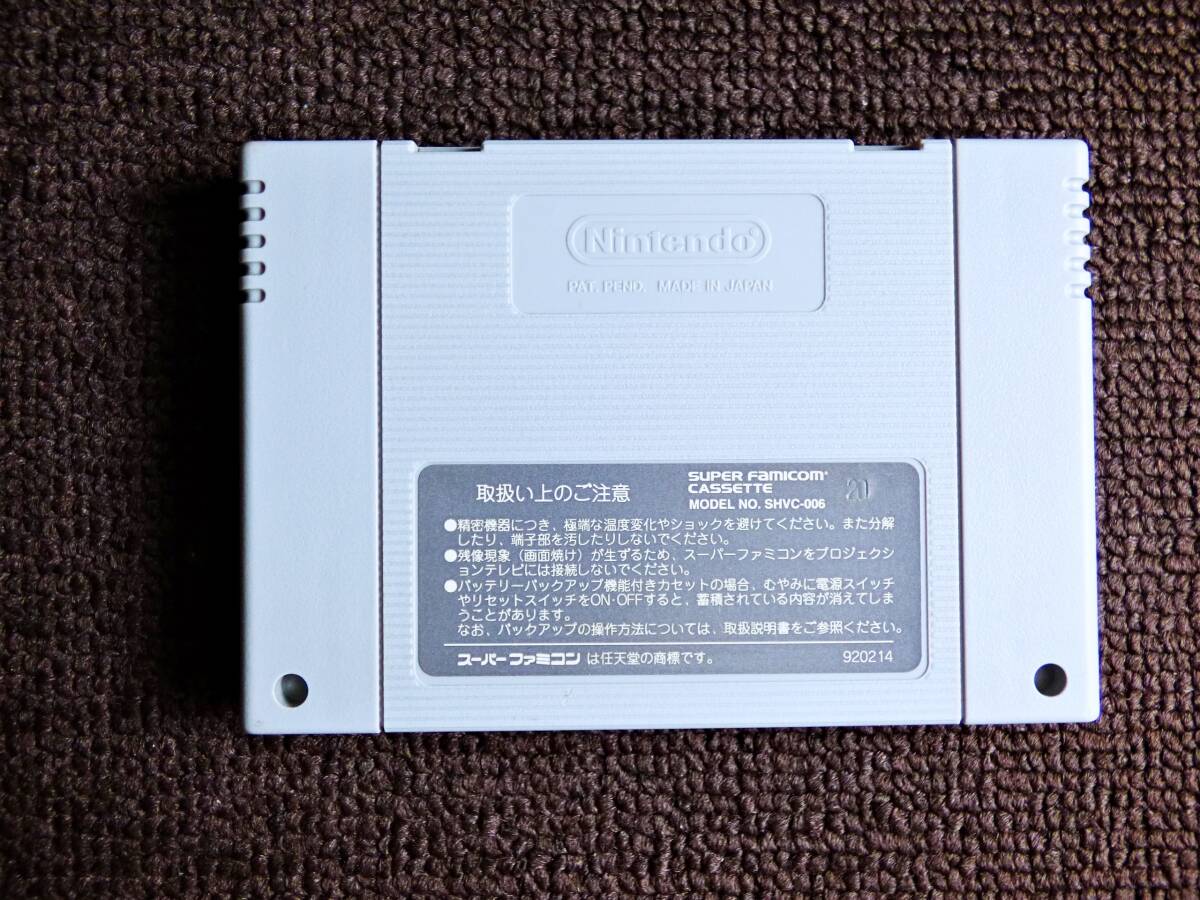 Nintendo®
PAT. PEND. MADE IN JAPAN
取扱い上のご注意
SUPER FAMICOM®
CASSETTE
MODEL NO. SHVC-006
20
●精密機器につき、極端な温度変化やショックを避けてください。また分解
したり、端子部を汚したりしないでください。
●残像現象(画面焼け)が生ずるため、スーパーファミコンをプロジェクシ
ョンテレビには接続しないでください。
●バッテリーバックアップ機能付きカセットの場合、むやみに電源スイッチ
やリセットスイッチをON・OFFすると、蓄積されている内容が消えてしま
うことがあります。
なお、バックアップの操作方法については、取扱説明書をご参照ください。
スーパーファミコン は任天堂の商標です。 920214